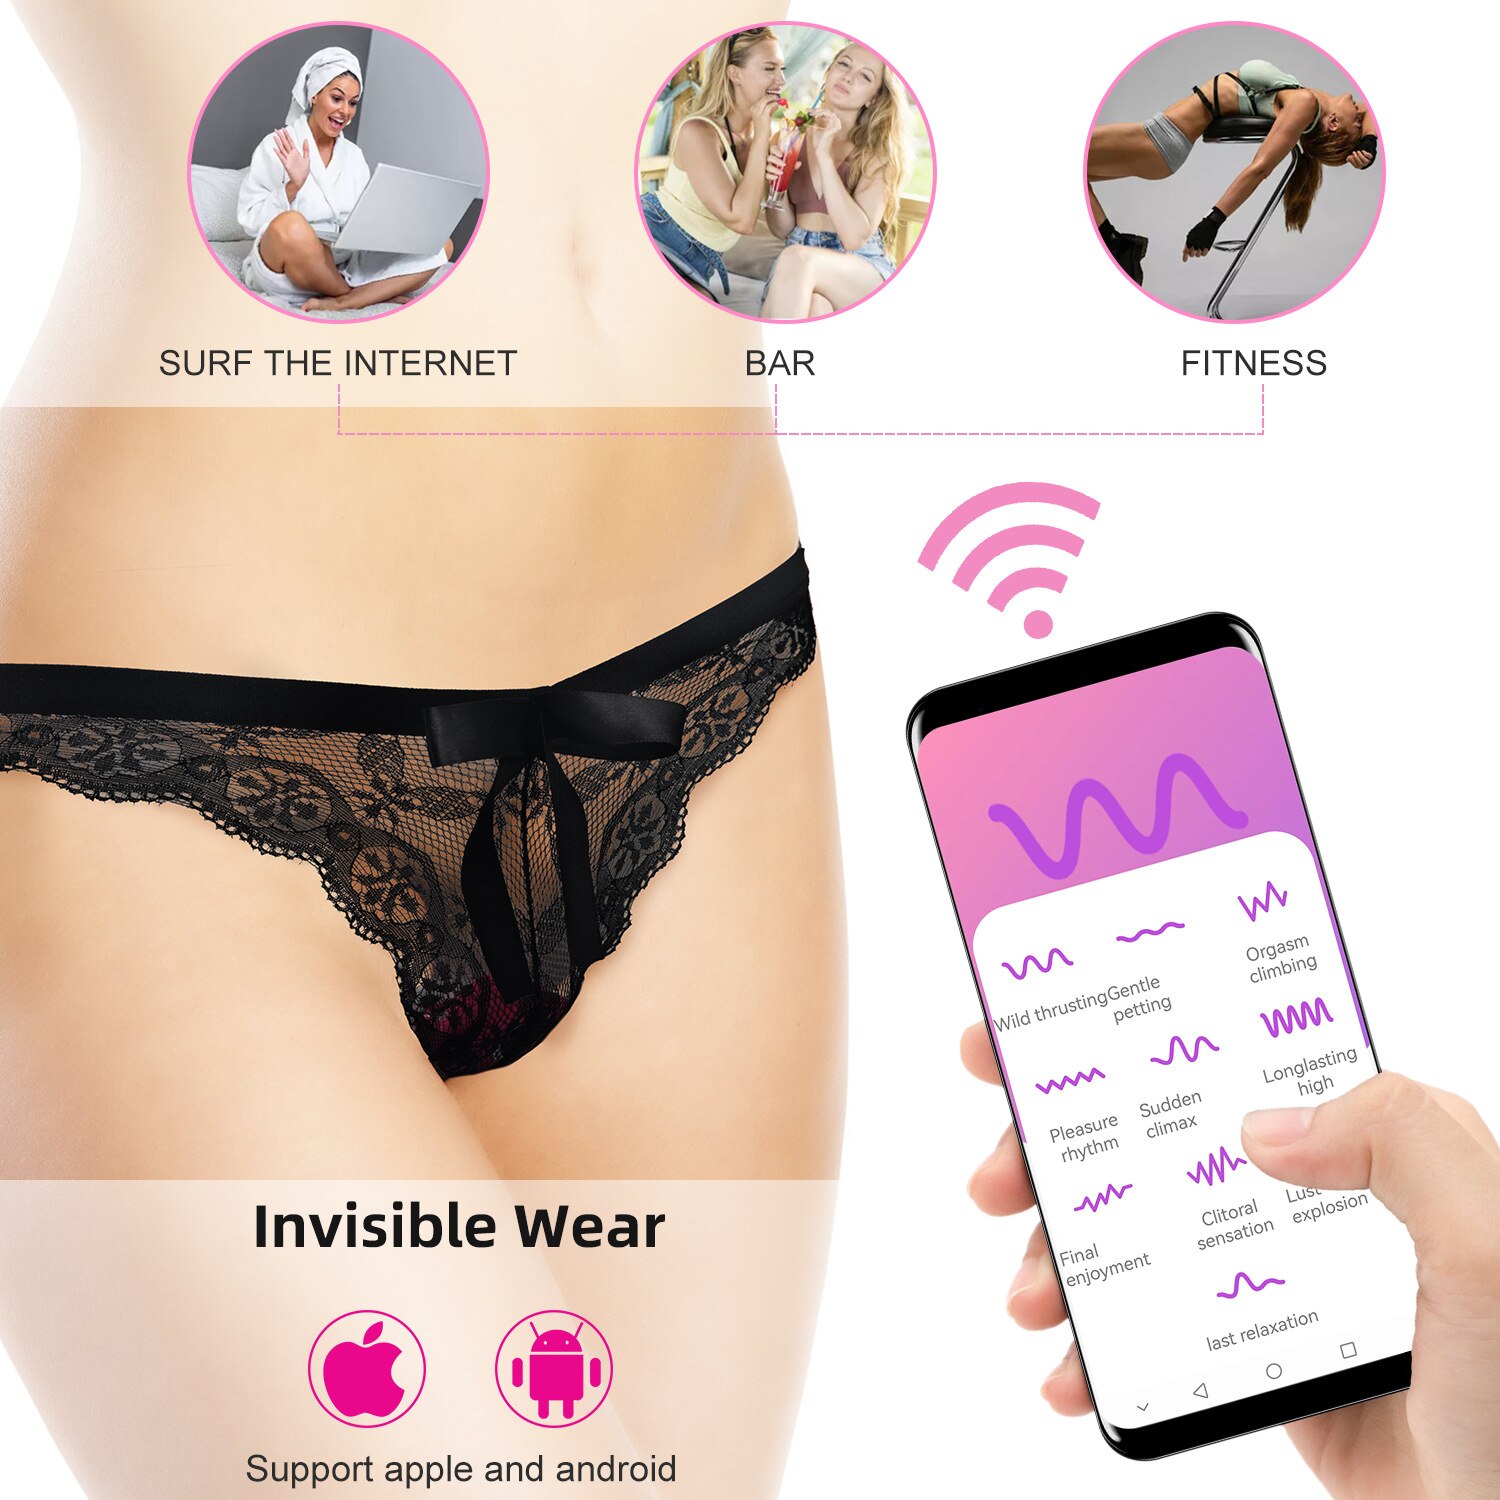 SURF THE INTERNET
BAR
FITNESS
Wild thrusting
Gentle
petting
Orgasm
climbing
Pleasure
rhythm
Sudden
climax
Longlasting
high
Final
enjoyment
Clitoral
sensation
explosion
last relaxation
Invisible Wear
Support apple and android